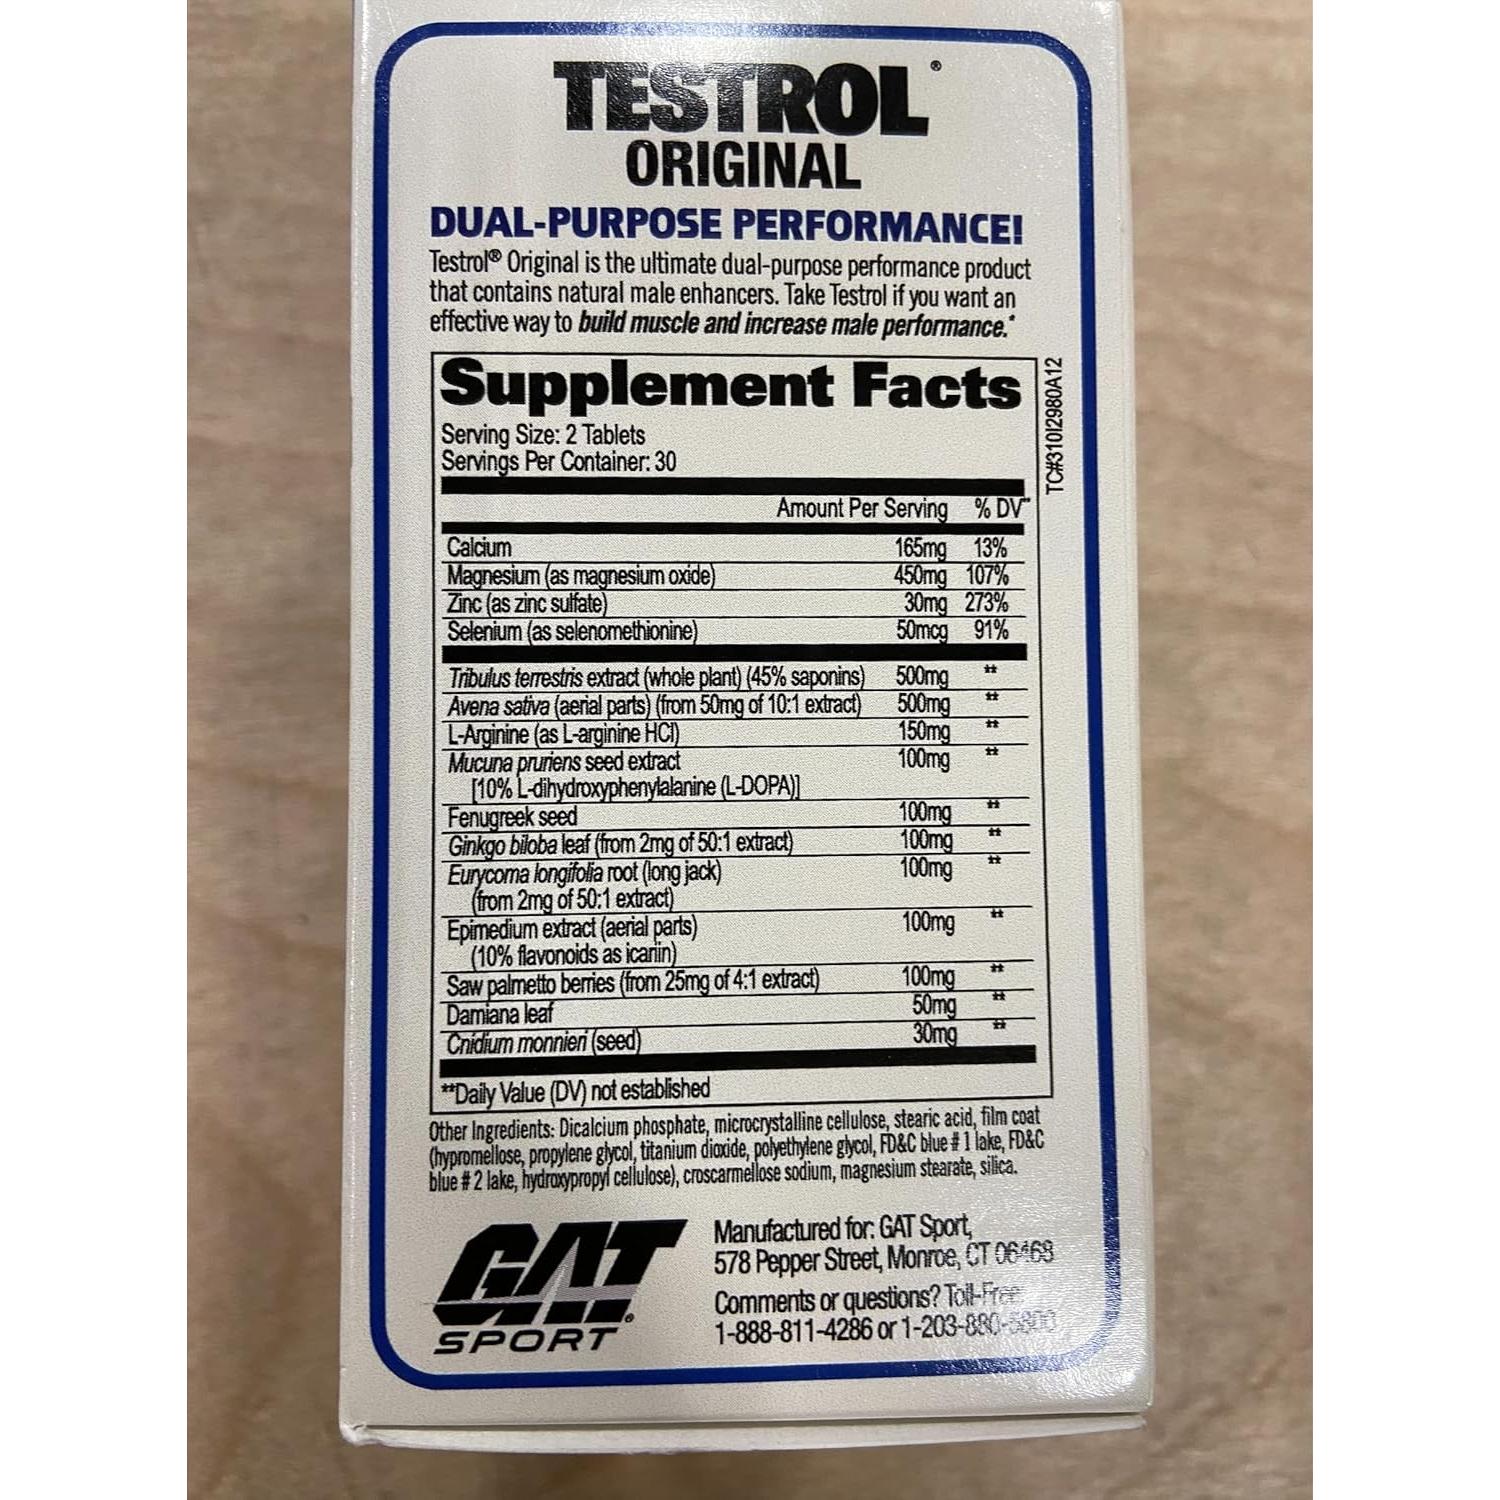 TESTROL®
ORIGINAL
DUAL-PURPOSE PERFORMANCE!
Testrol® Original is the ultimate dual-purpose performance product
that contains natural male enhancers. Take Testrol if you want an
effective way to build muscle and increase male performance.*
Supplement Facts
Serving Size: 2 Tablets
Servings Per Container: 30
Amount Per Serving % DV**
Calcium 165mg 13%
Magnesium (as magnesium oxide) 450mg 107%
Zinc (as zinc sulfate) 30mg 273%
Selenium (as selenomethionine) 50mcg 91%
Tribulus terrestris extract (whole plant) (45% saponins) 500mg **
Avena sativa (aerial parts) (from 50mg of 10:1 extract) 500mg **
L-Arginine (as L-arginine HCl) 150mg **
Mucuna pruriens seed extract 100mg **
[10% L-dihydroxyphenylalanine (L-DOPA)]
Fenugreek seed 100mg **
Ginkgo biloba leaf (from 2mg of 50:1 extract) 100mg **
Eurycoma longifolia root (long jack) 100mg **
(from 2mg of 50:1 extract)
Epimedium extract (aerial parts) 100mg **
(10% flavonoids as icariin)
Saw palmetto berries (from 25mg of 4:1 extract) 100mg **
Damiana leaf 50mg **
Cnidium monnieri (seed) 30mg **
**Daily Value (DV) not established
TC#310I2980A12
Other Ingredients: Dicalcium phosphate, microcrystalline cellulose, stearic acid, film coat
(hypromellose, propylene glycol, titanium dioxide, polyethylene glycol, FD&C blue # 1 lake, FD&C
blue # 2 lake, hydroxypropyl cellulose), croscarmellose sodium, magnesium stearate, silica.
GAT®
SPORT
Manufactured for: GAT Sport,
578 Pepper Street, Monroe, CT 06468
Comments or questions? Toll-Free:
1-888-811-4286 or